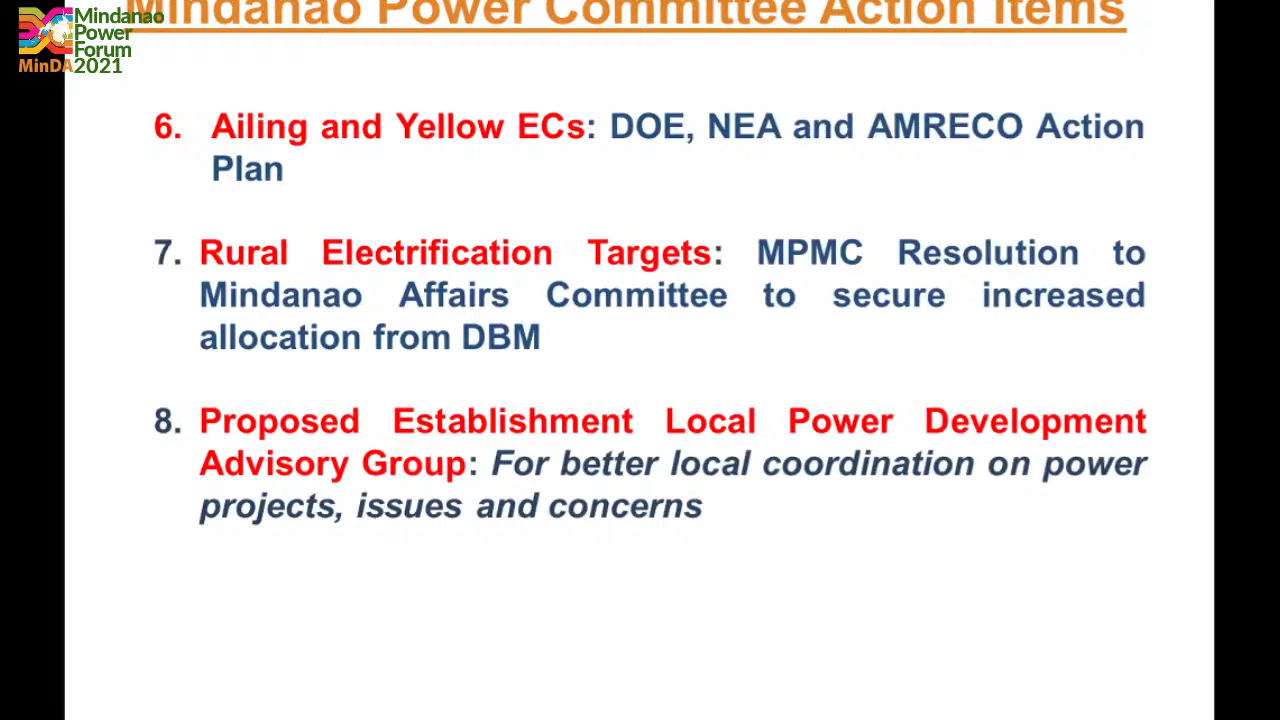 Mindanao Power Committee Action Items
Mindanao
Power
Forum
MinDA2021
6. Ailing and Yellow ECs: DOE, NEA and AMRECO Action
Plan
7. Rural Electrification Targets: MPMC Resolution to
Mindanao Affairs Committee to secure increased
allocation from DBM
8. Proposed Establishment Local Power Development
Advisory Group: For better local coordination on power
projects, issues and concerns